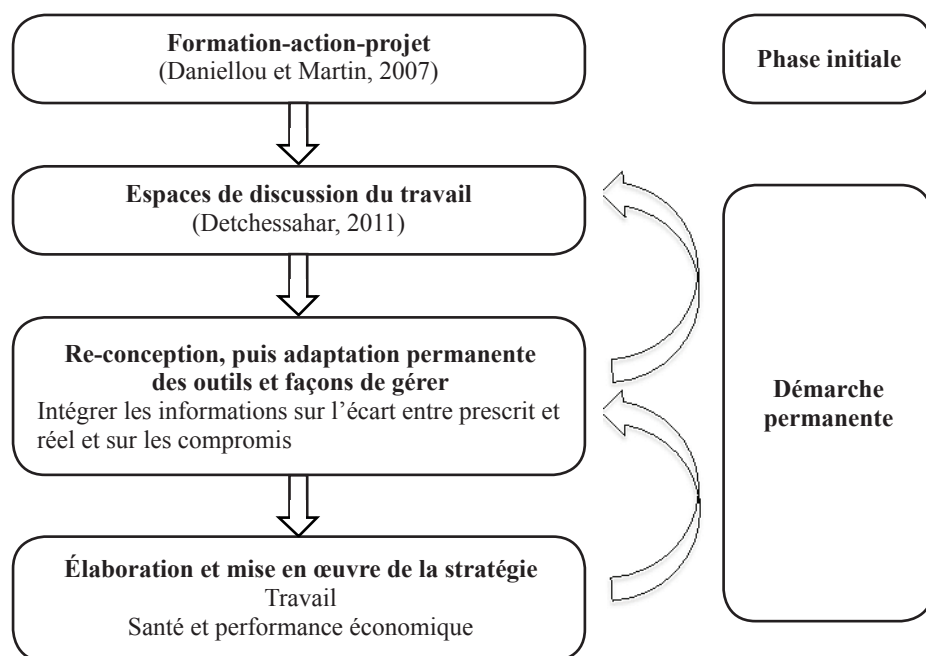 Formation-action-projet
(Daniellou et Martin, 2007)
Phase initiale
Espaces de discussion du travail
(Detchessahar, 2011)
Re-conception, puis adaptation permanente
des outils et façons de gérer
Intégrer les informations sur l’écart entre prescrit et
réel et sur les compromis
Démarche
permanente
Élaboration et mise en œuvre de la stratégie
Travail
Santé et performance économique